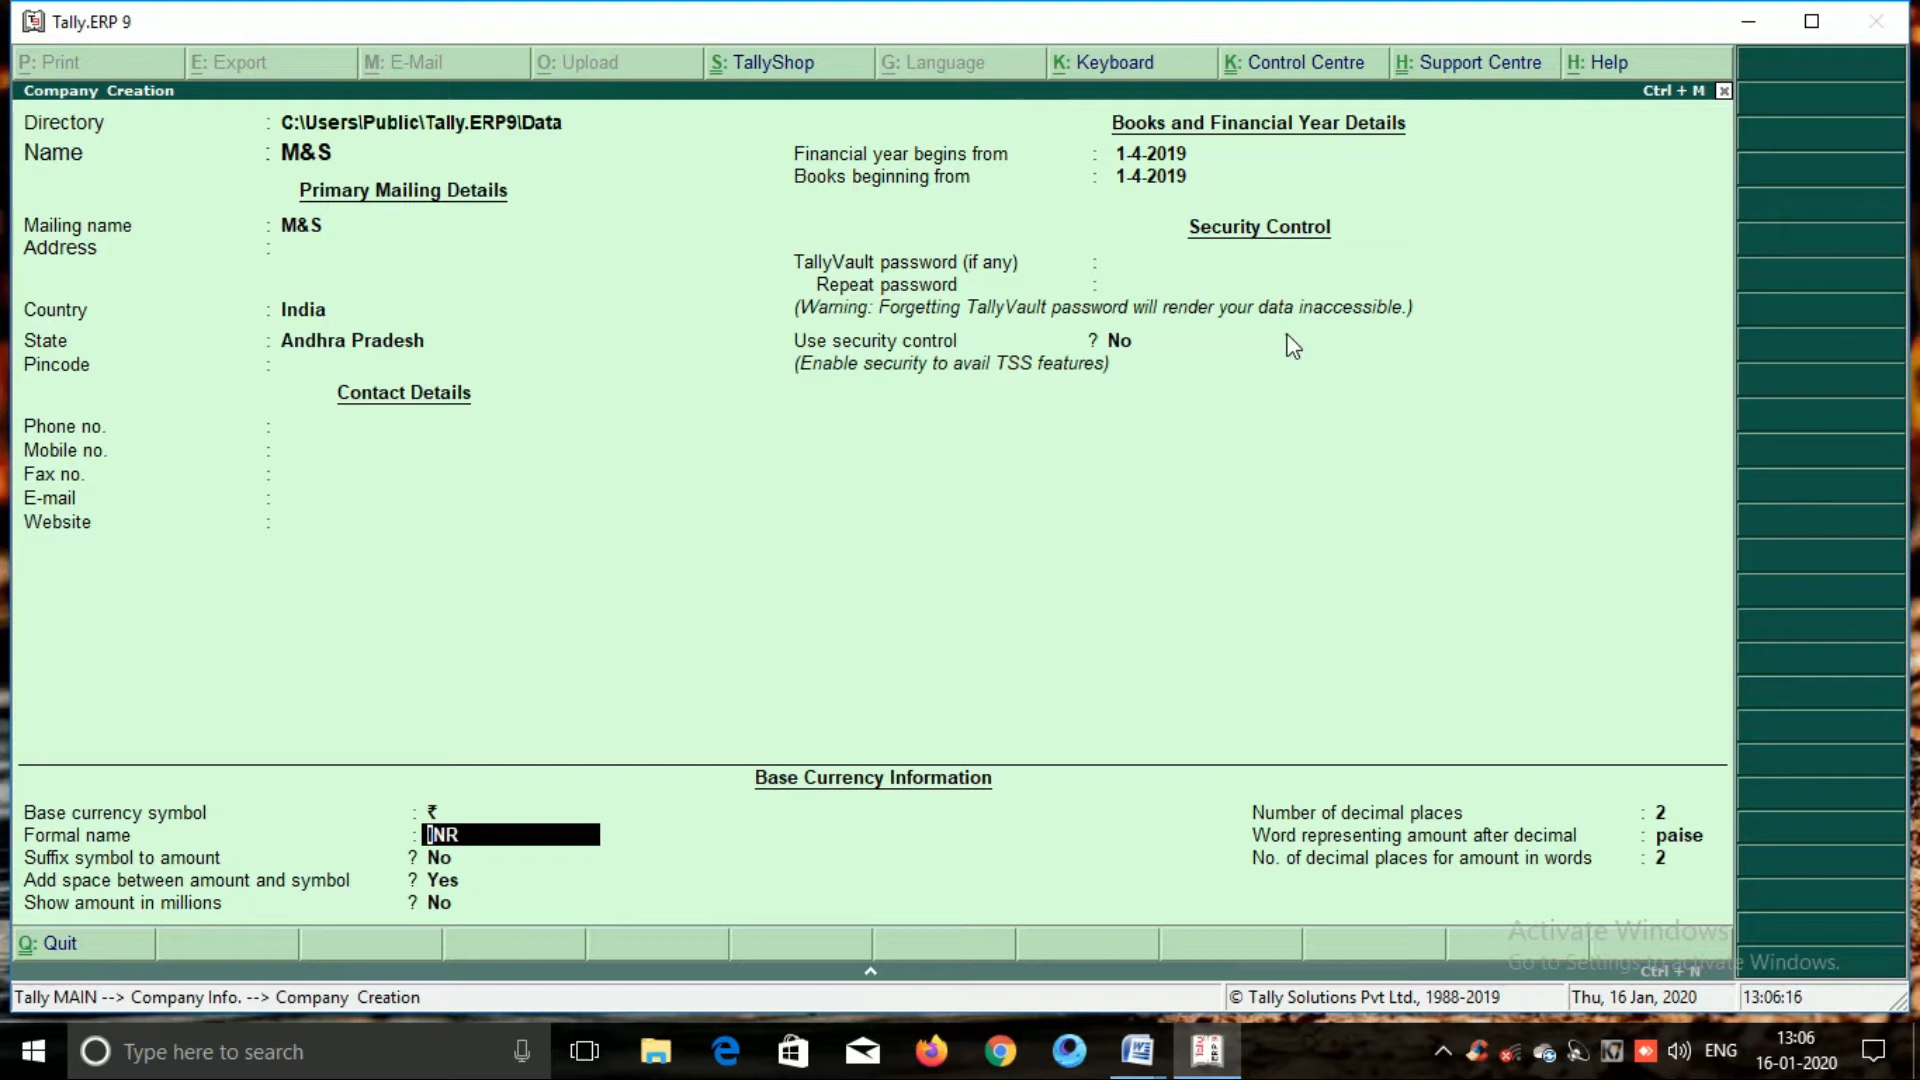 Tally.ERP 9
P: Print E: Export M: E-Mail O: Upload S: TallyShop G: Language K: Keyboard K: Control Centre H: Support Centre H: Help
Company Creation Ctrl + M
Directory : C:\Users\Public\Tally.ERP9\Data
Name : M&S
Primary Mailing Details
Mailing name : M&S
Address :
Country : India
State : Andhra Pradesh
Pincode :
Contact Details
Phone no. :
Mobile no. :
Fax no. :
E-mail :
Website :
Books and Financial Year Details
Financial year begins from : 1-4-2019
Books beginning from : 1-4-2019
Security Control
TallyVault password (if any) :
Repeat password :
(Warning: Forgetting TallyVault password will render your data inaccessible.)
Use security control ? No
(Enable security to avail TSS features)
Base Currency Information
Base currency symbol : ₹
Formal name : INR
Suffix symbol to amount ? No
Add space between amount and symbol ? Yes
Show amount in millions ? No
Number of decimal places : 2
Word representing amount after decimal : paise
No. of decimal places for amount in words : 2
Q: Quit
Activate Windows
Go to Settings to activate Windows.
Ctrl + N
Tally MAIN --> Company Info. --> Company Creation © Tally Solutions Pvt Ltd., 1988-2019 Thu, 16 Jan, 2020 13:06:16
Type here to search
ENG
13:06
16-01-2020